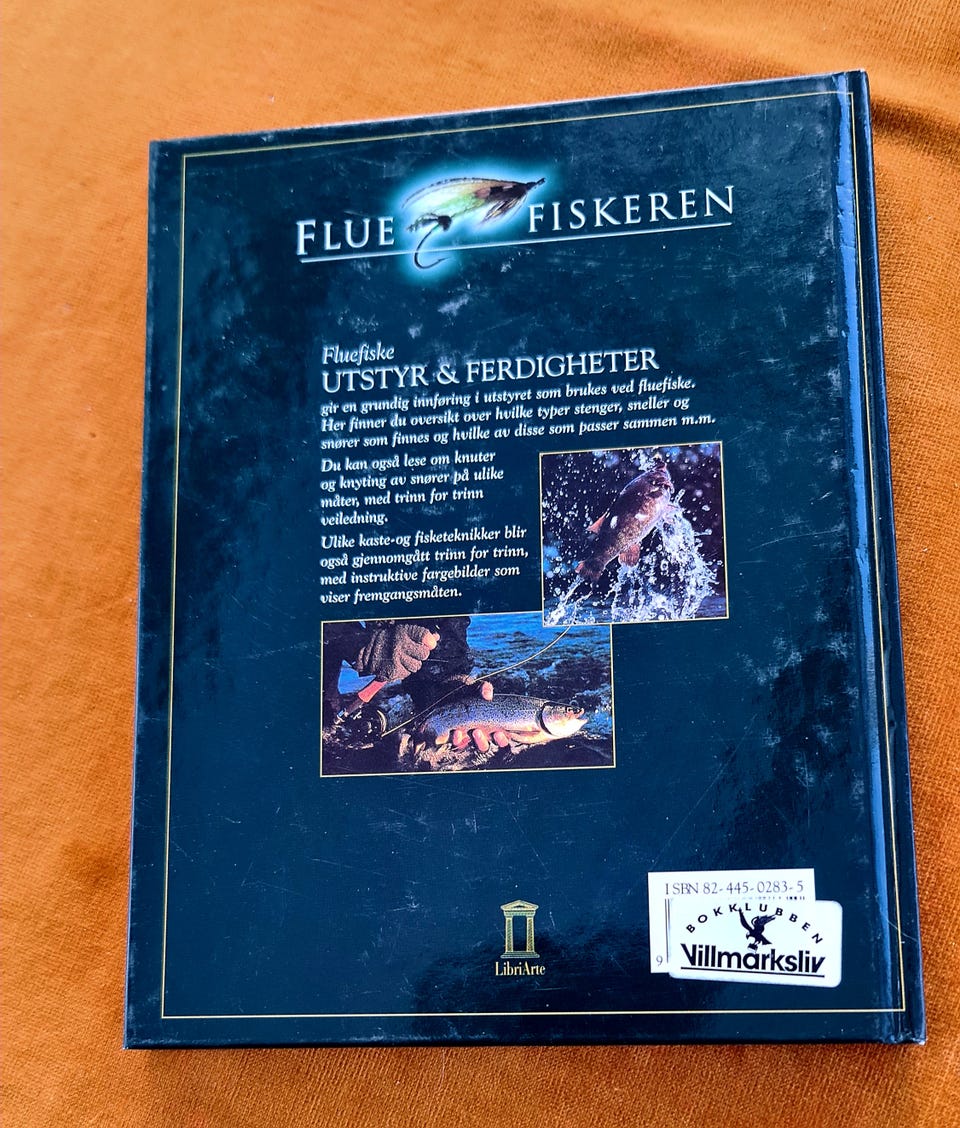 FLUE FISKEREN
Fluefiske
UTSTYR & FERDIGHETER
gir en grundig innføring i utstyret som brukes ved fluefiske.
Her finner du oversikt over hvilke typer stenger, sneller og
snører som finnes og hvilke av disse som passer sammen m.m.
Du kan også lese om knuter
og knyting av snører på ulike
måter, med trinn for trinn
veiledning.
Ulike kaste-og fisketeknikker blir
også gjennomgått trinn for trinn,
med instruktive fargebilder som
viser fremgangsmåten.
ISBN 82-445-0283-5
BOKKLUBBEN
Villmarksliv
9
LibriArte